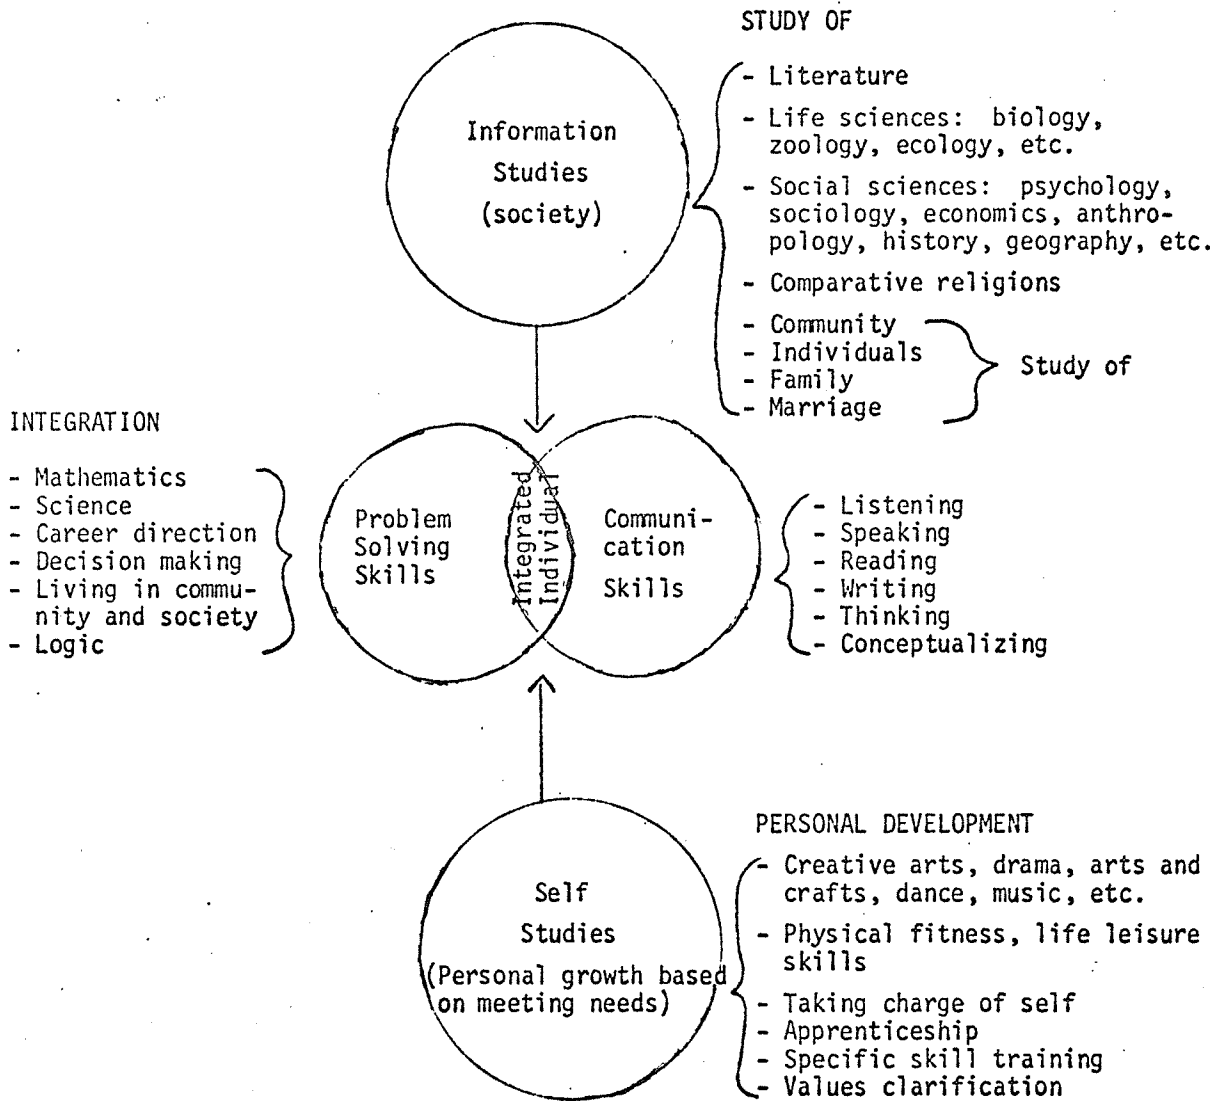 STUDY OF
Information
Studies
(society)
- Literature
- Life sciences: biology,
zoology, ecology, etc.
- Social sciences: psychology,
sociology, economics, anthro-
pology, history, geography, etc.
- Comparative religions
- Community
- Individuals
- Family
- Marriage
Study of
INTEGRATION
- Mathematics
- Science
- Career direction
- Decision making
- Living in commu-
nity and society
- Logic
Problem
Solving
Skills
Integrated
Individual
Communi-
cation
Skills
- Listening
- Speaking
- Reading
- Writing
- Thinking
- Conceptualizing
Self
Studies
(Personal growth based
on meeting needs)
PERSONAL DEVELOPMENT
- Creative arts, drama, arts and
crafts, dance, music, etc.
- Physical fitness, life leisure
skills
- Taking charge of self
- Apprenticeship
- Specific skill training
- Values clarification